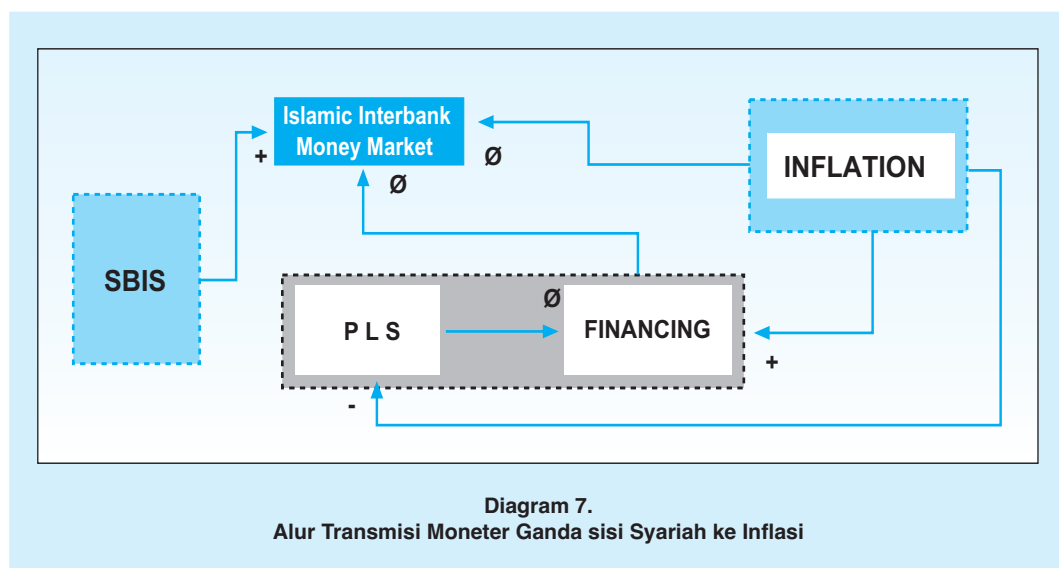 Islamic Interbank
Money Market
+
Ø
Ø
INFLATION
SBIS
P L S
Ø
FINANCING
+
-
Diagram 7.
Alur Transmisi Moneter Ganda sisi Syariah ke Inflasi